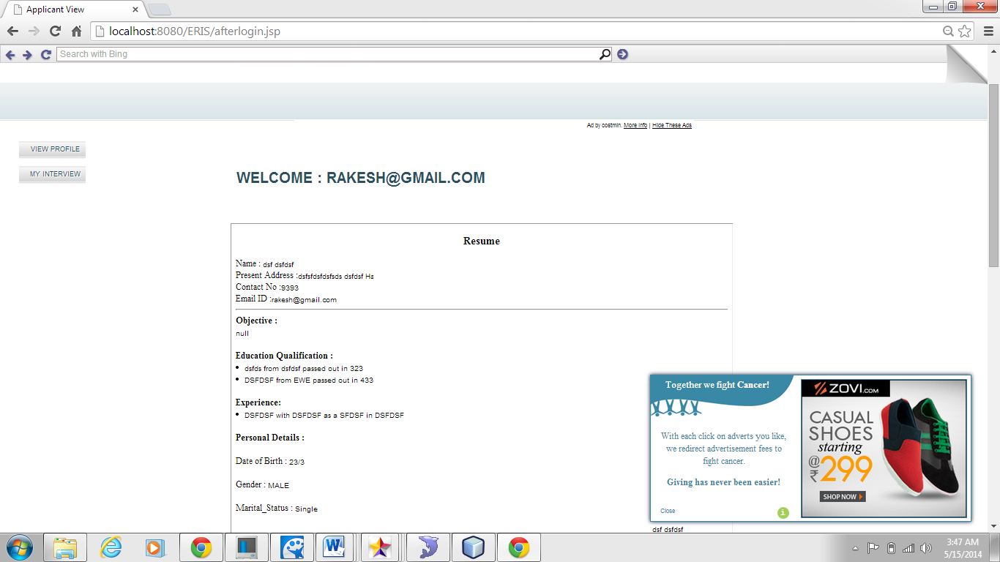 Applicant View
localhost:8080/ERIS/afterlogin.jsp
Search with Bing
Ad by costmin. More Info | Hide These Ads
VIEW PROFILE
MY INTERVIEW
WELCOME : RAKESH@GMAIL.COM
Resume
Name : dsf dsfdsf
Present Address :dsfsfdsfdsfsds dsfdsf Ha
Contact No :9393
Email ID :rakesh@gmail.com
Objective :
null
Education Qualification :
dsfds from dsfdsf passed out in 323
DSFDSF from EWE passed out in 433
Experience:
DSFDSF with DSFDSF as a SFDSF in DSFDSF
Personal Details :
Date of Birth : 23/3
Gender : MALE
Marital_Status : Single
dsf dsfdsf
Together we fight Cancer!
With each click on adverts you like,
we redirect advertisement fees to
fight cancer.
Giving has never been easier!
Close
i
ZOVI.COM
CASUAL
SHOES
starting
@ ₹ 299
SHOP NOW
W
3:47 AM
5/15/2014